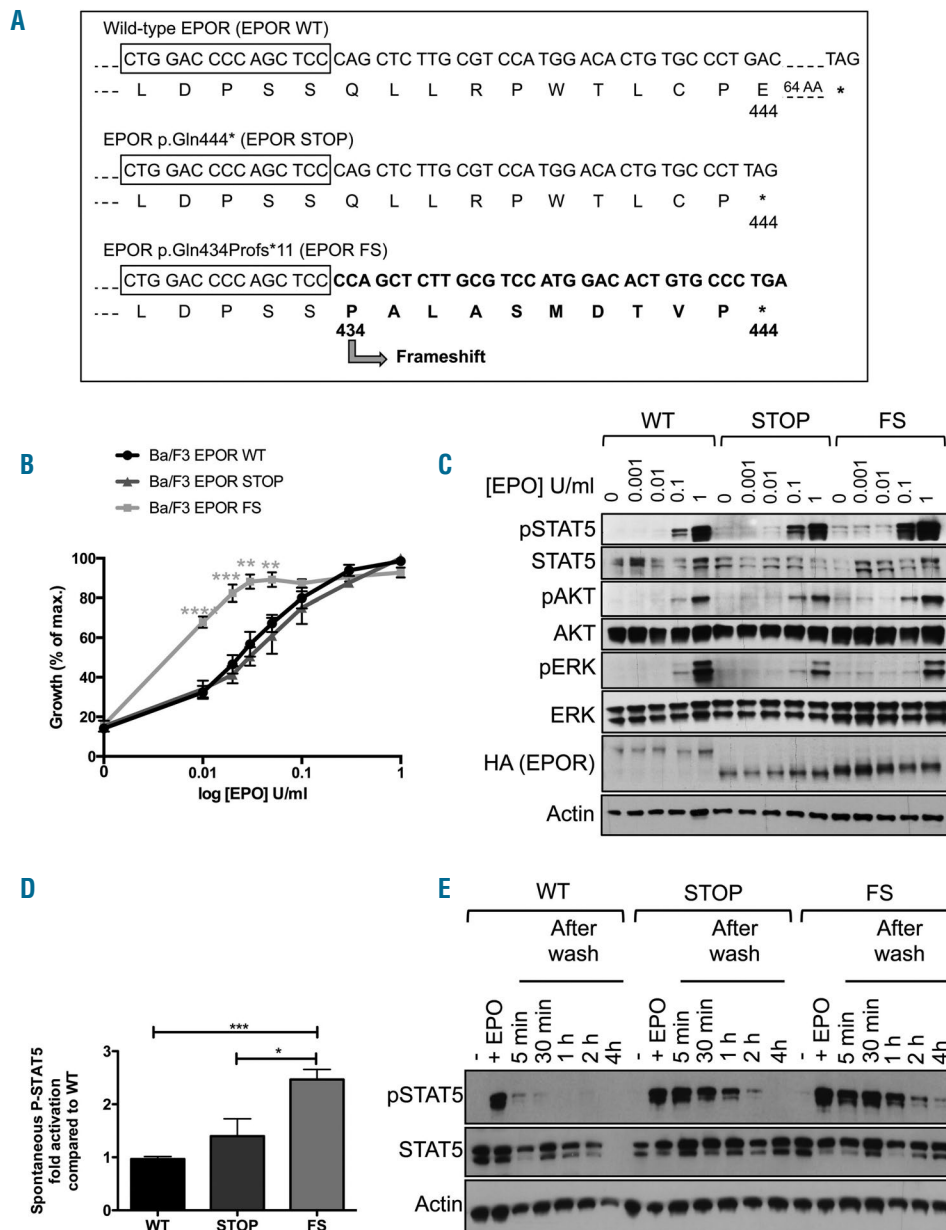 A
Wild-type EPOR (EPOR WT)
CTG GAC CCC AGC TCC CAG CTC TTG CGT CCA TGG ACA CTG TGC CCT GAC TAG
L D P S S Q L L R P W T L C P E 64 AA *
444
EPOR p.Gln444* (EPOR STOP)
CTG GAC CCC AGC TCC CAG CTC TTG CGT CCA TGG ACA CTG TGC CCT TAG
L D P S S Q L L R P W T L C P *
444
EPOR p.Gln434Profs*11 (EPOR FS)
CTG GAC CCC AGC TCC CCA GCT CTT GCG TCC ATG GAC ACT GTG CCC TGA
L D P S S P A L A S M D T V P *
434 444
Frameshift
B
Ba/F3 EPOR WT
Ba/F3 EPOR STOP
Ba/F3 EPOR FS
Growth (% of max.)
100
80
60
40
20
0
**** *** ** **
0 0.01 0.1 1
log [EPO] U/ml
C
WT STOP FS
[EPO] U/ml
0 0.001 0.01 0.1 1 0 0.001 0.01 0.1 1 0 0.001 0.01 0.1 1
pSTAT5
STAT5
pAKT
AKT
pERK
ERK
HA (EPOR)
Actin
D
Spontaneous P-STAT5
fold activation
compared to WT
3
2
1
0
***
*
WT STOP FS
E
WT STOP FS
After wash After wash After wash
- + EPO 5 min 30 min 1 h 2 h 4h - + EPO 5 min 30 min 1 h 2 h 4h - + EPO 5 min 30 min 1 h 2 h 4h
pSTAT5
STAT5
Actin